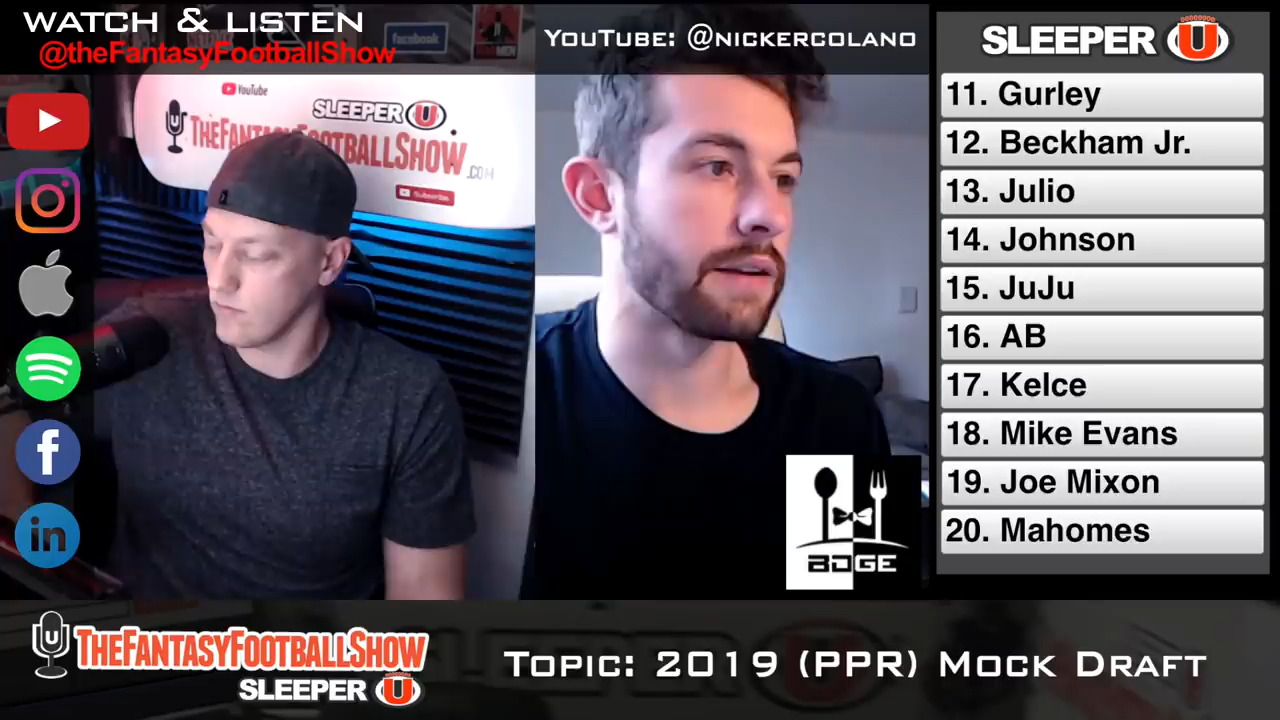 WATCH & LISTEN
@theFantasyFootballShow
facebook
YouTube: @nickercolano
YouTube
SLEEPER U
THEFANTASYFOOTBALLSHOW
.COM
Subscribe
BDGE
SLEEPER U
11. Gurley
12. Beckham Jr.
13. Julio
14. Johnson
15. JuJu
16. AB
17. Kelce
18. Mike Evans
19. Joe Mixon
20. Mahomes
in
THEFANTASYFOOTBALLSHOW
SLEEPER U
Topic: 2019 (PPR) Mock Draft